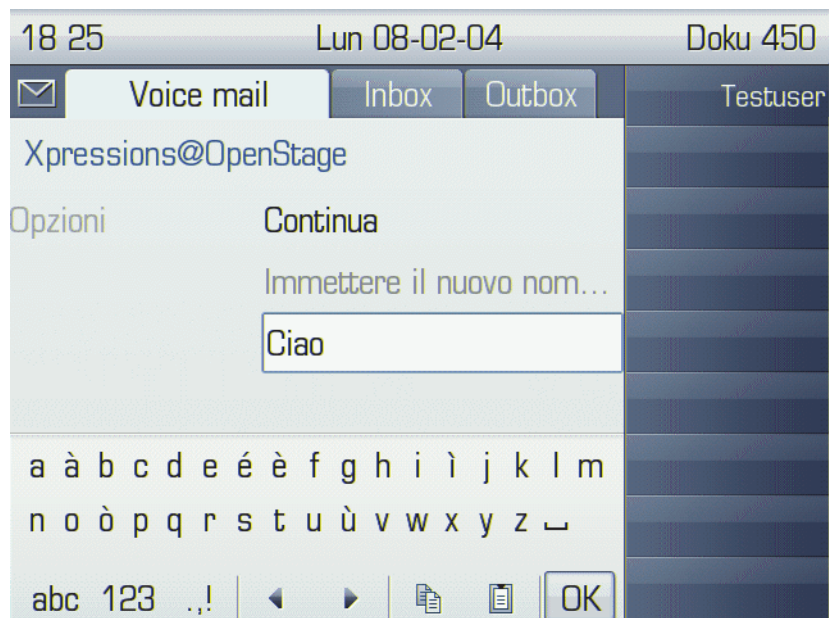 18 25 Lun 08-02-04 Doku 450
Voice mail Inbox Outbox Testuser
Xpressions@OpenStage
Opzioni Continua
Immettere il nuovo nom...
Ciao
a à b c d e é è f g h i ì j k l m
n o ò p q r s t u ù v w x y z
abc 123 .,! OK